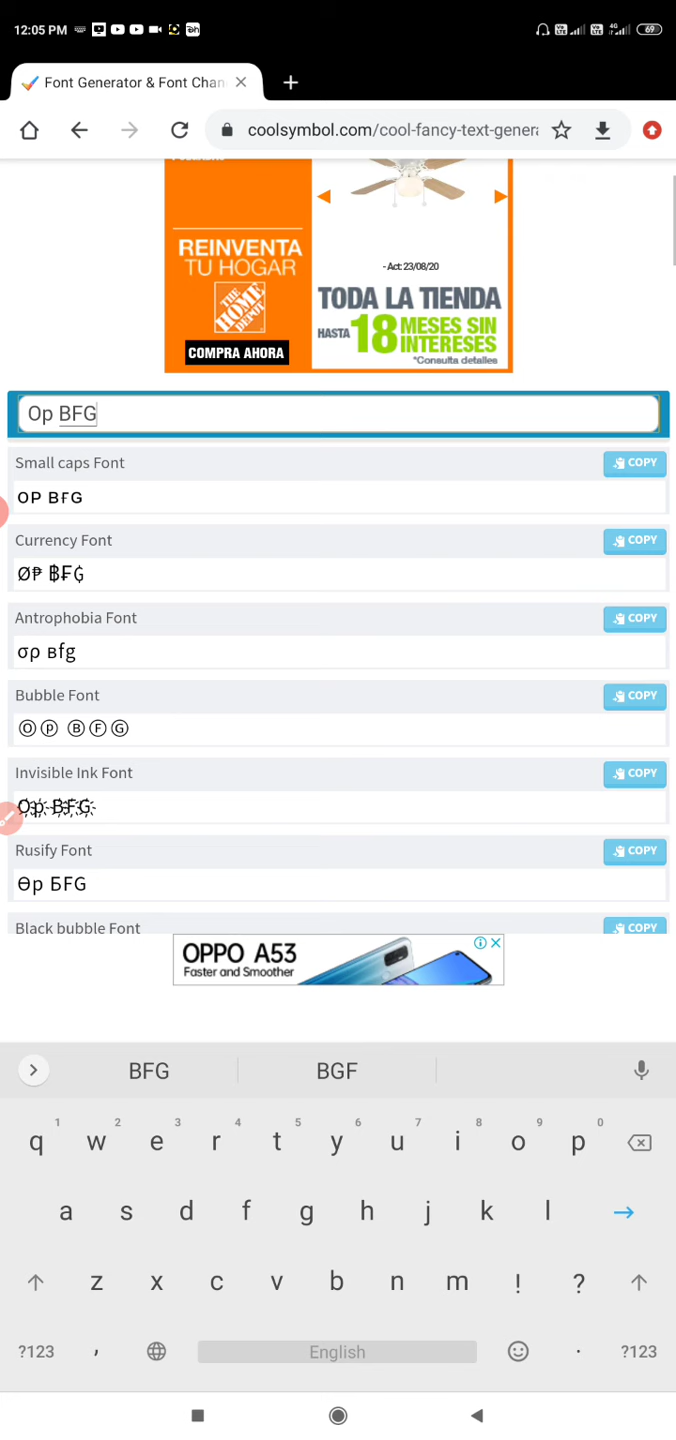 12:05 PM
69
Font Generator & Font Chan
coolsymbol.com/cool-fancy-text-genera
REINVENTA
TU HOGAR
THE HOME DEPOT
COMPRA AHORA
- Act: 23/08/20
TODA LA TIENDA
HASTA 18 MESES SIN INTERESES
*Consulta detalles
Op BFG
Small caps Font COPY
ᴏᴘ ʙꜰɢ
Currency Font COPY
Ø₱ ฿₣₲
Antrophobia Font COPY
σρ вfg
Bubble Font COPY
Ⓞⓟ ⒷⒻⒼ
Invisible Ink Font COPY
Op BFG
Rusify Font COPY
Өp БFG
Black bubble Font COPY
OPPO A53
Faster and Smoother
BFG BGF
1 2 3 4 5 6 7 8 9 0
q w e r t y u i o p
a s d f g h j k l
z x c v b n m ! ?
?123 , English . ?123